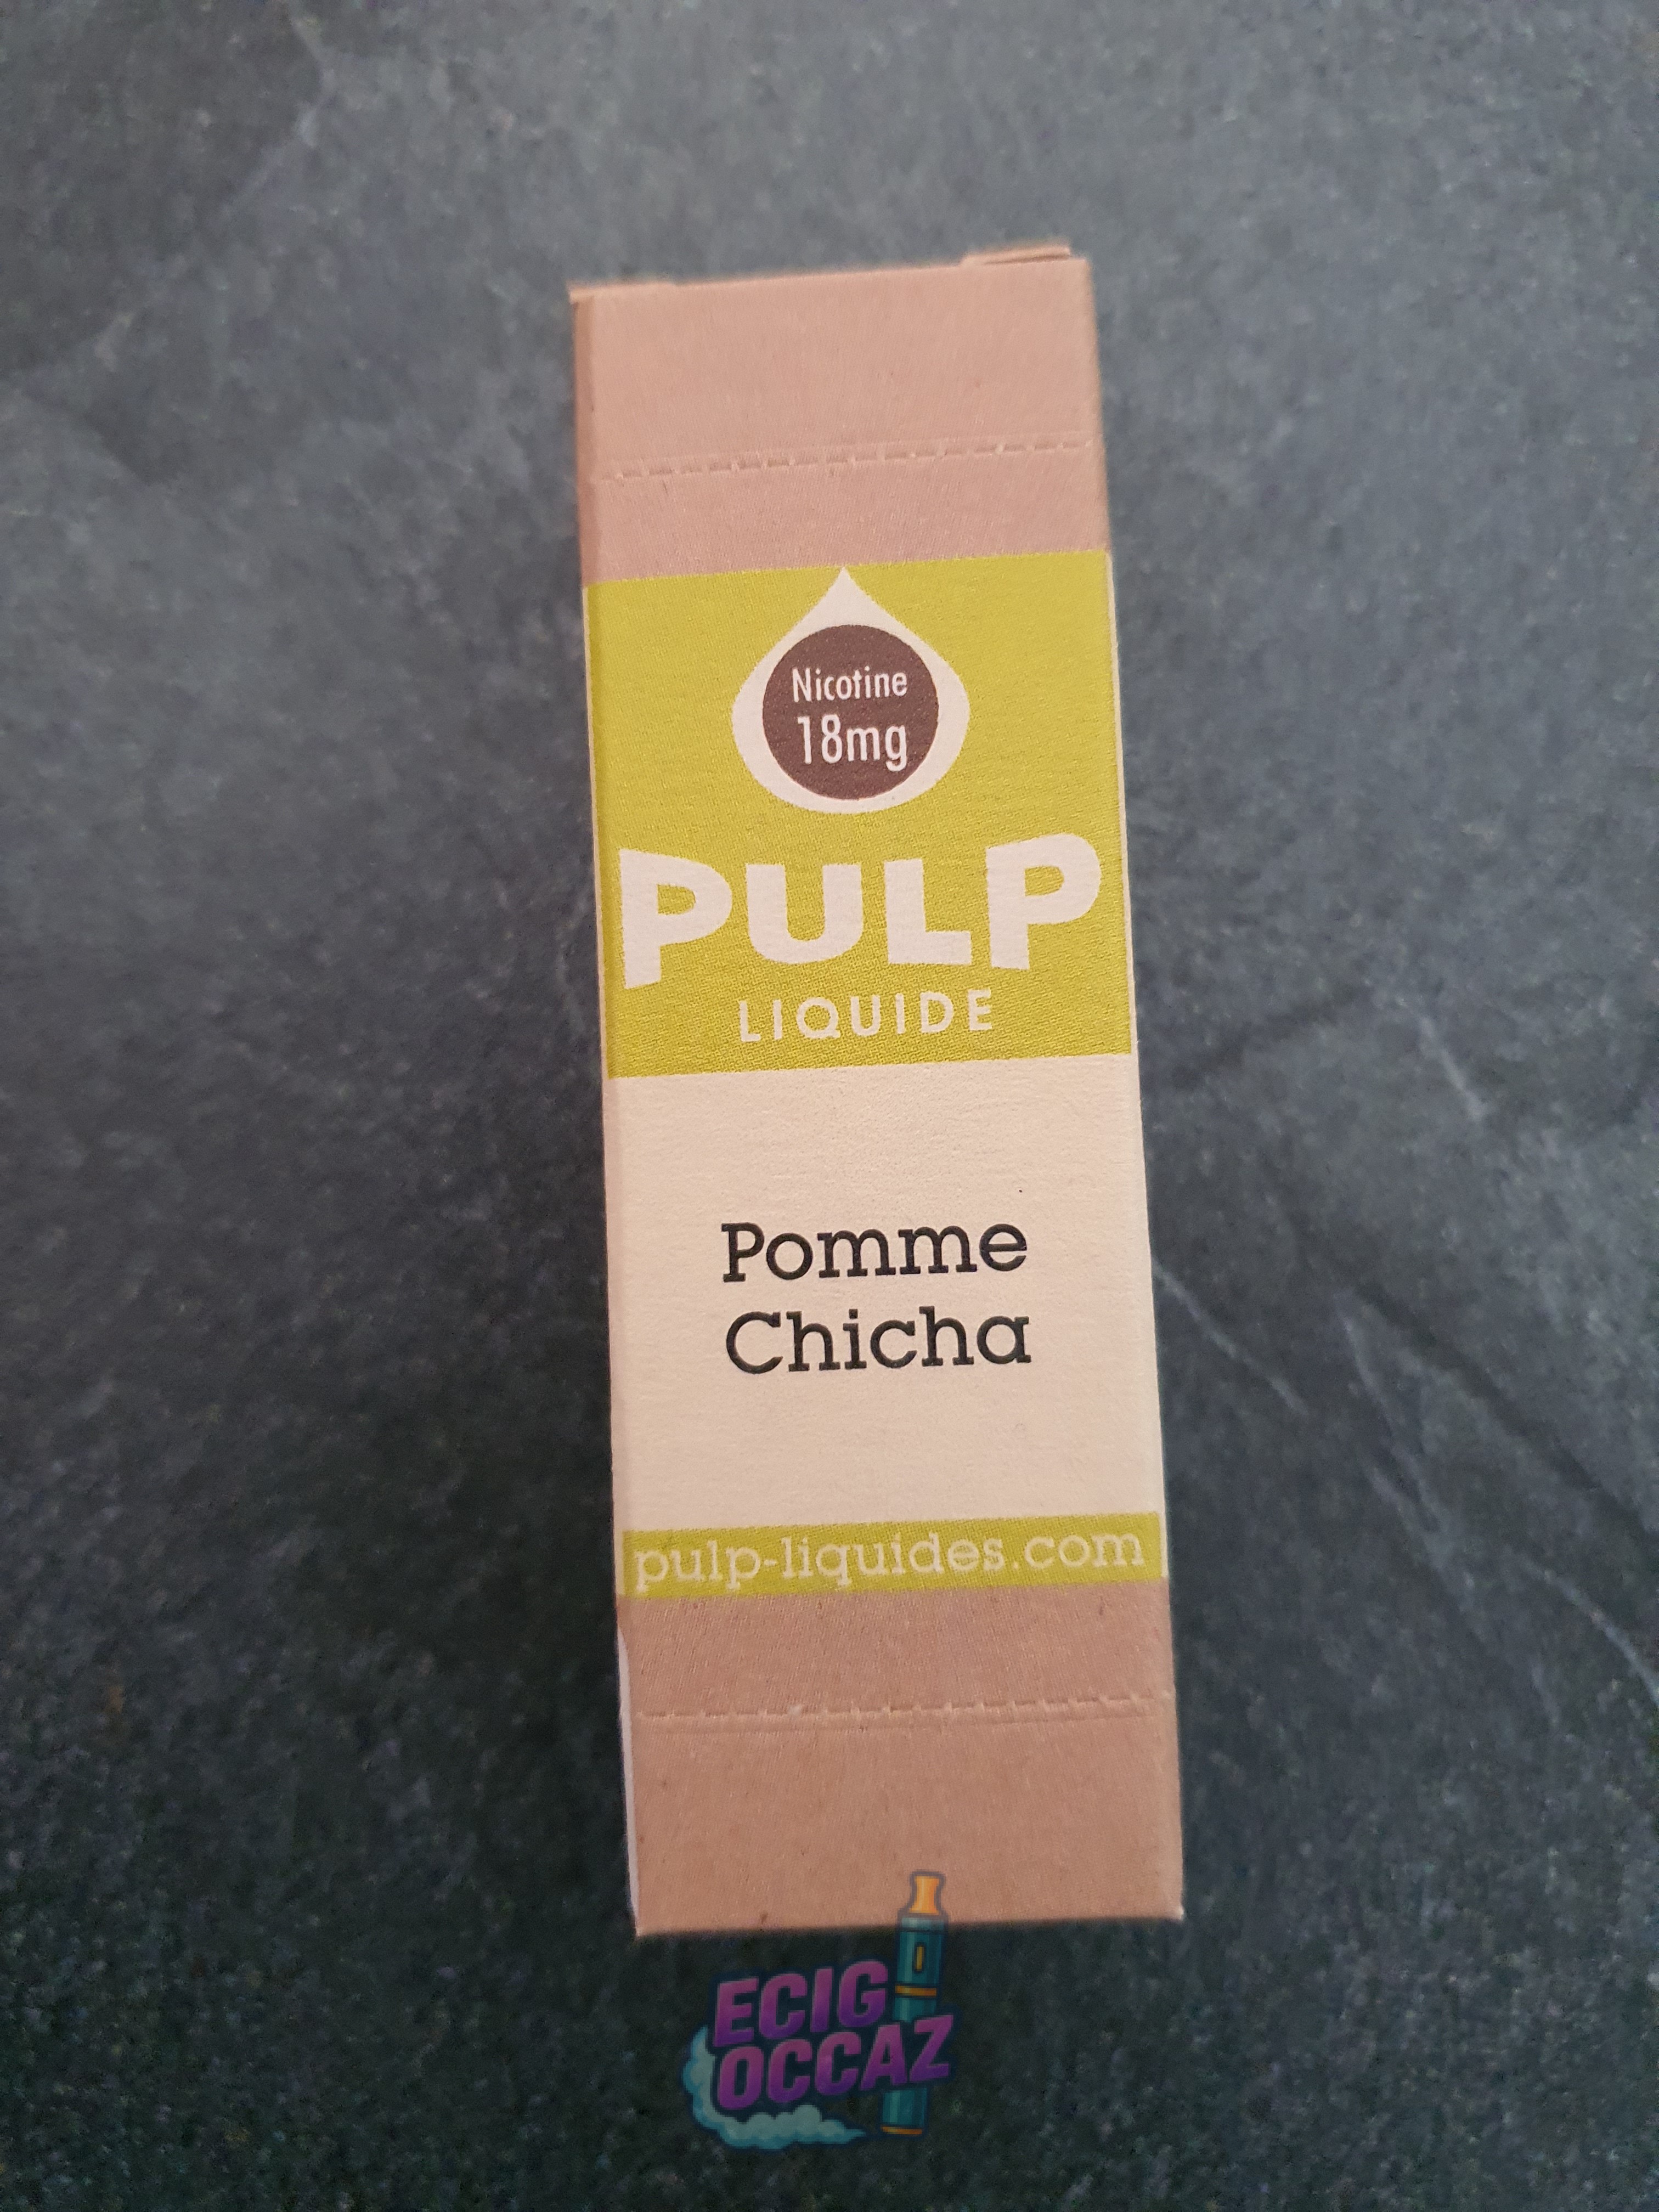 Nicotine
18mg
PULP
LIQUIDE
Pomme
Chicha
pulp-liquides.com
ECIG
OCCAZ